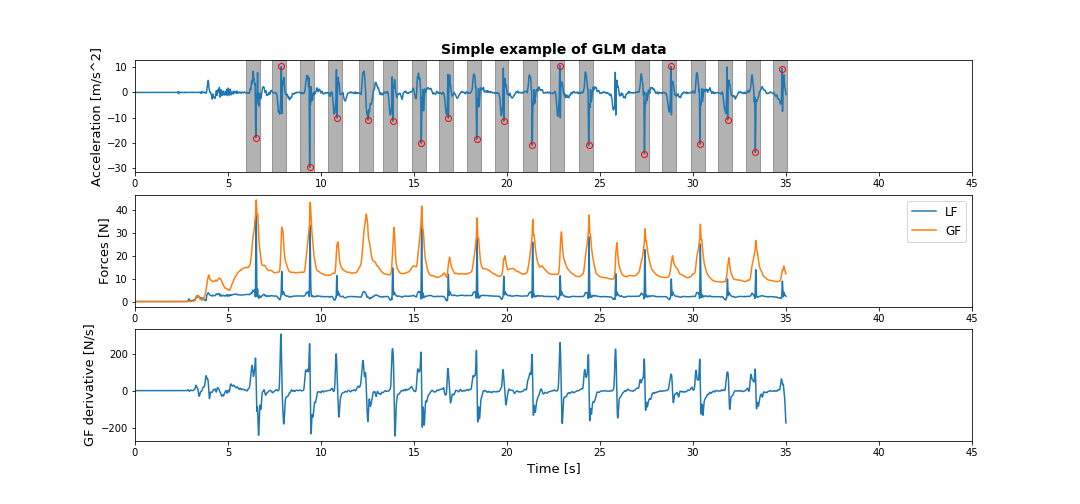 Simple example of GLM data
Acceleration [m/s^2]
10
0
−10
−20
−30
0 5 10 15 20 25 30 35 40 45
Forces [N]
40
30
20
10
0
LF
GF
0 5 10 15 20 25 30 35 40 45
GF derivative [N/s]
200
0
−200
0 5 10 15 20 25 30 35 40 45
Time [s]